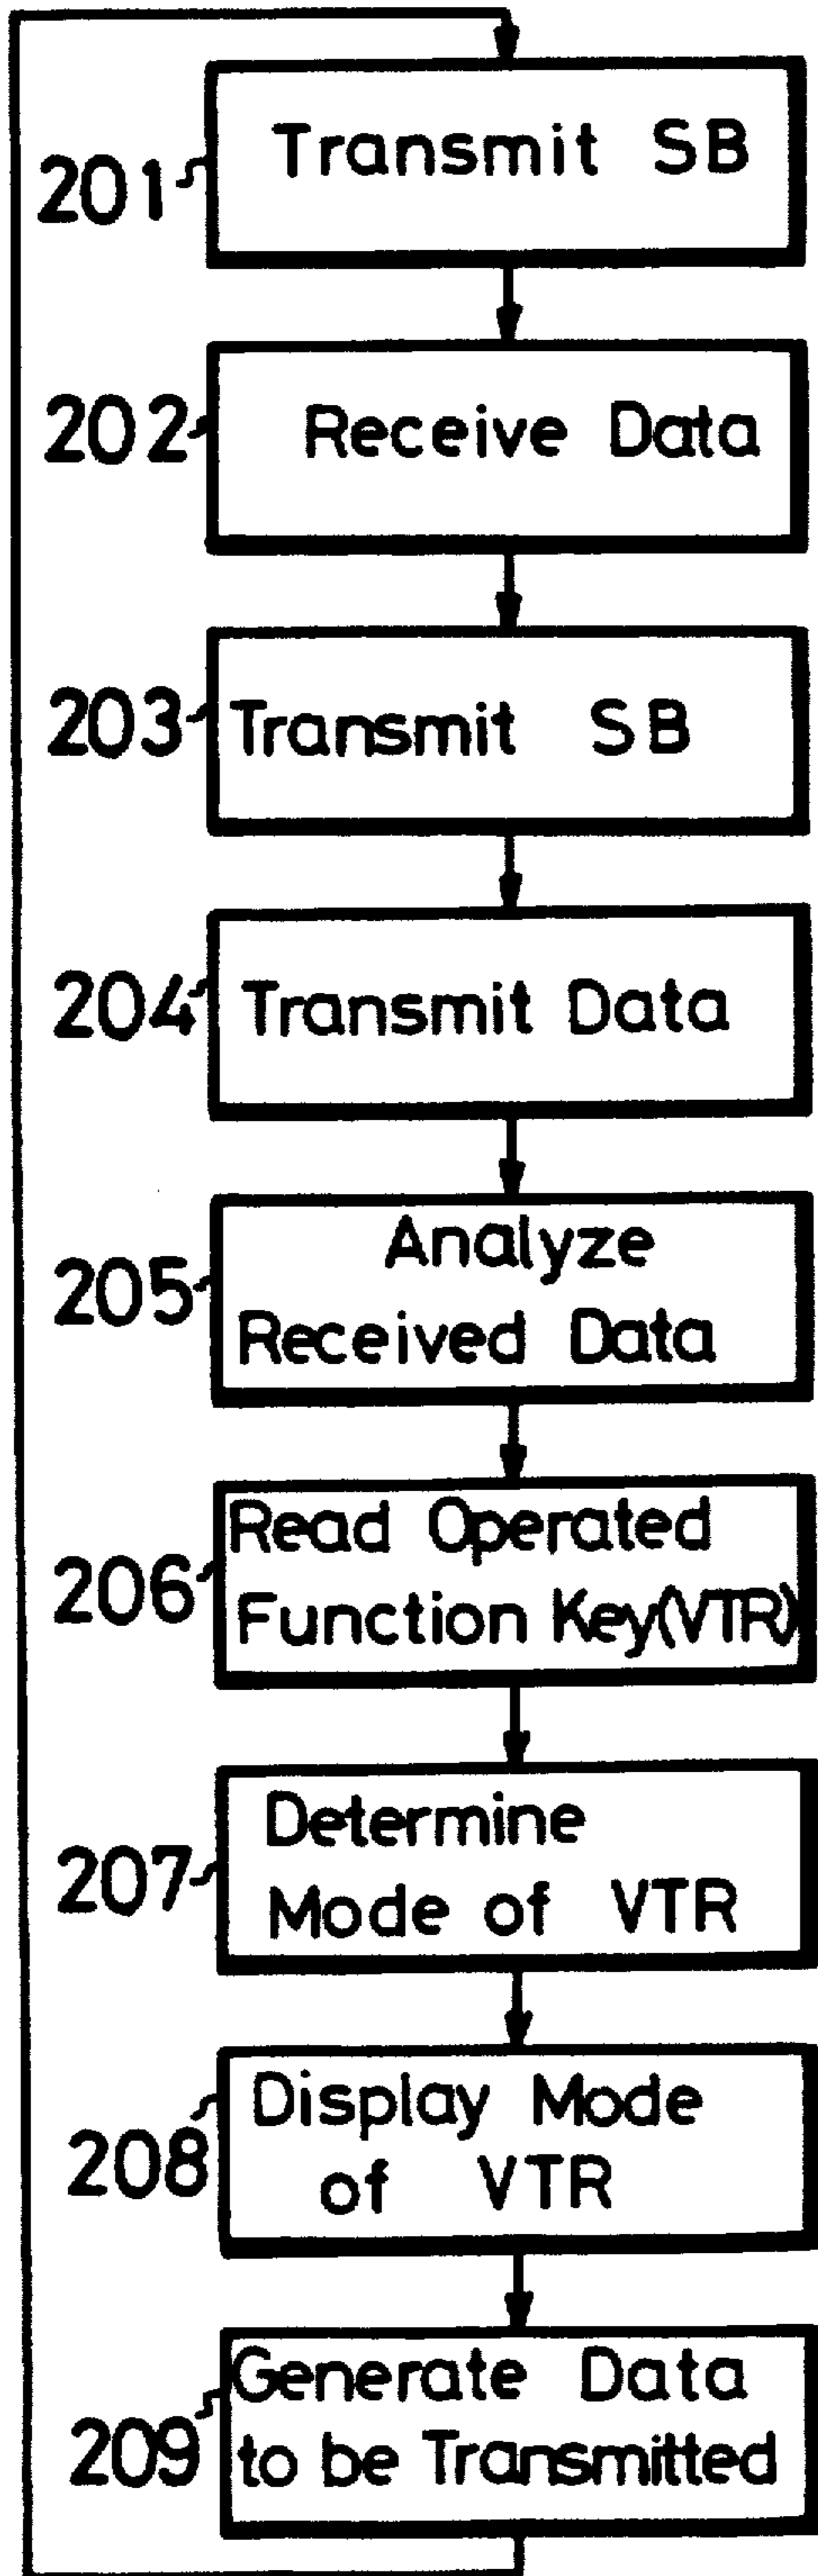 201
Transmit SB
202
Receive Data
203
Transmit SB
204
Transmit Data
205
Analyze
Received Data
206
Read Operated
Function Key(VTR)
207
Determine
Mode of VTR
208
Display Mode
of VTR
209
Generate Data
to be Transmitted